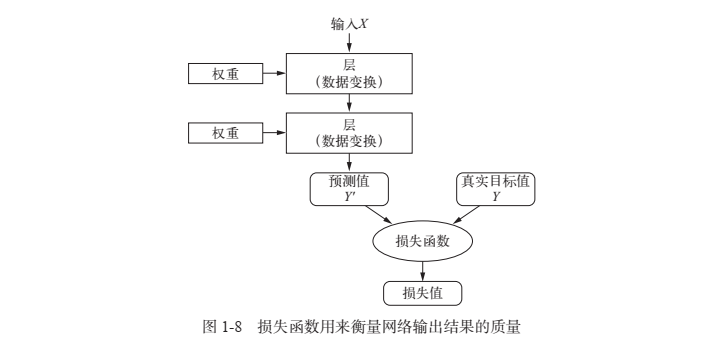 输入X
权重
层
（数据变换）
权重
层
（数据变换）
预测值
Y'
真实目标值
Y
损失函数
损失值
图 1-8 损失函数用来衡量网络输出结果的质量